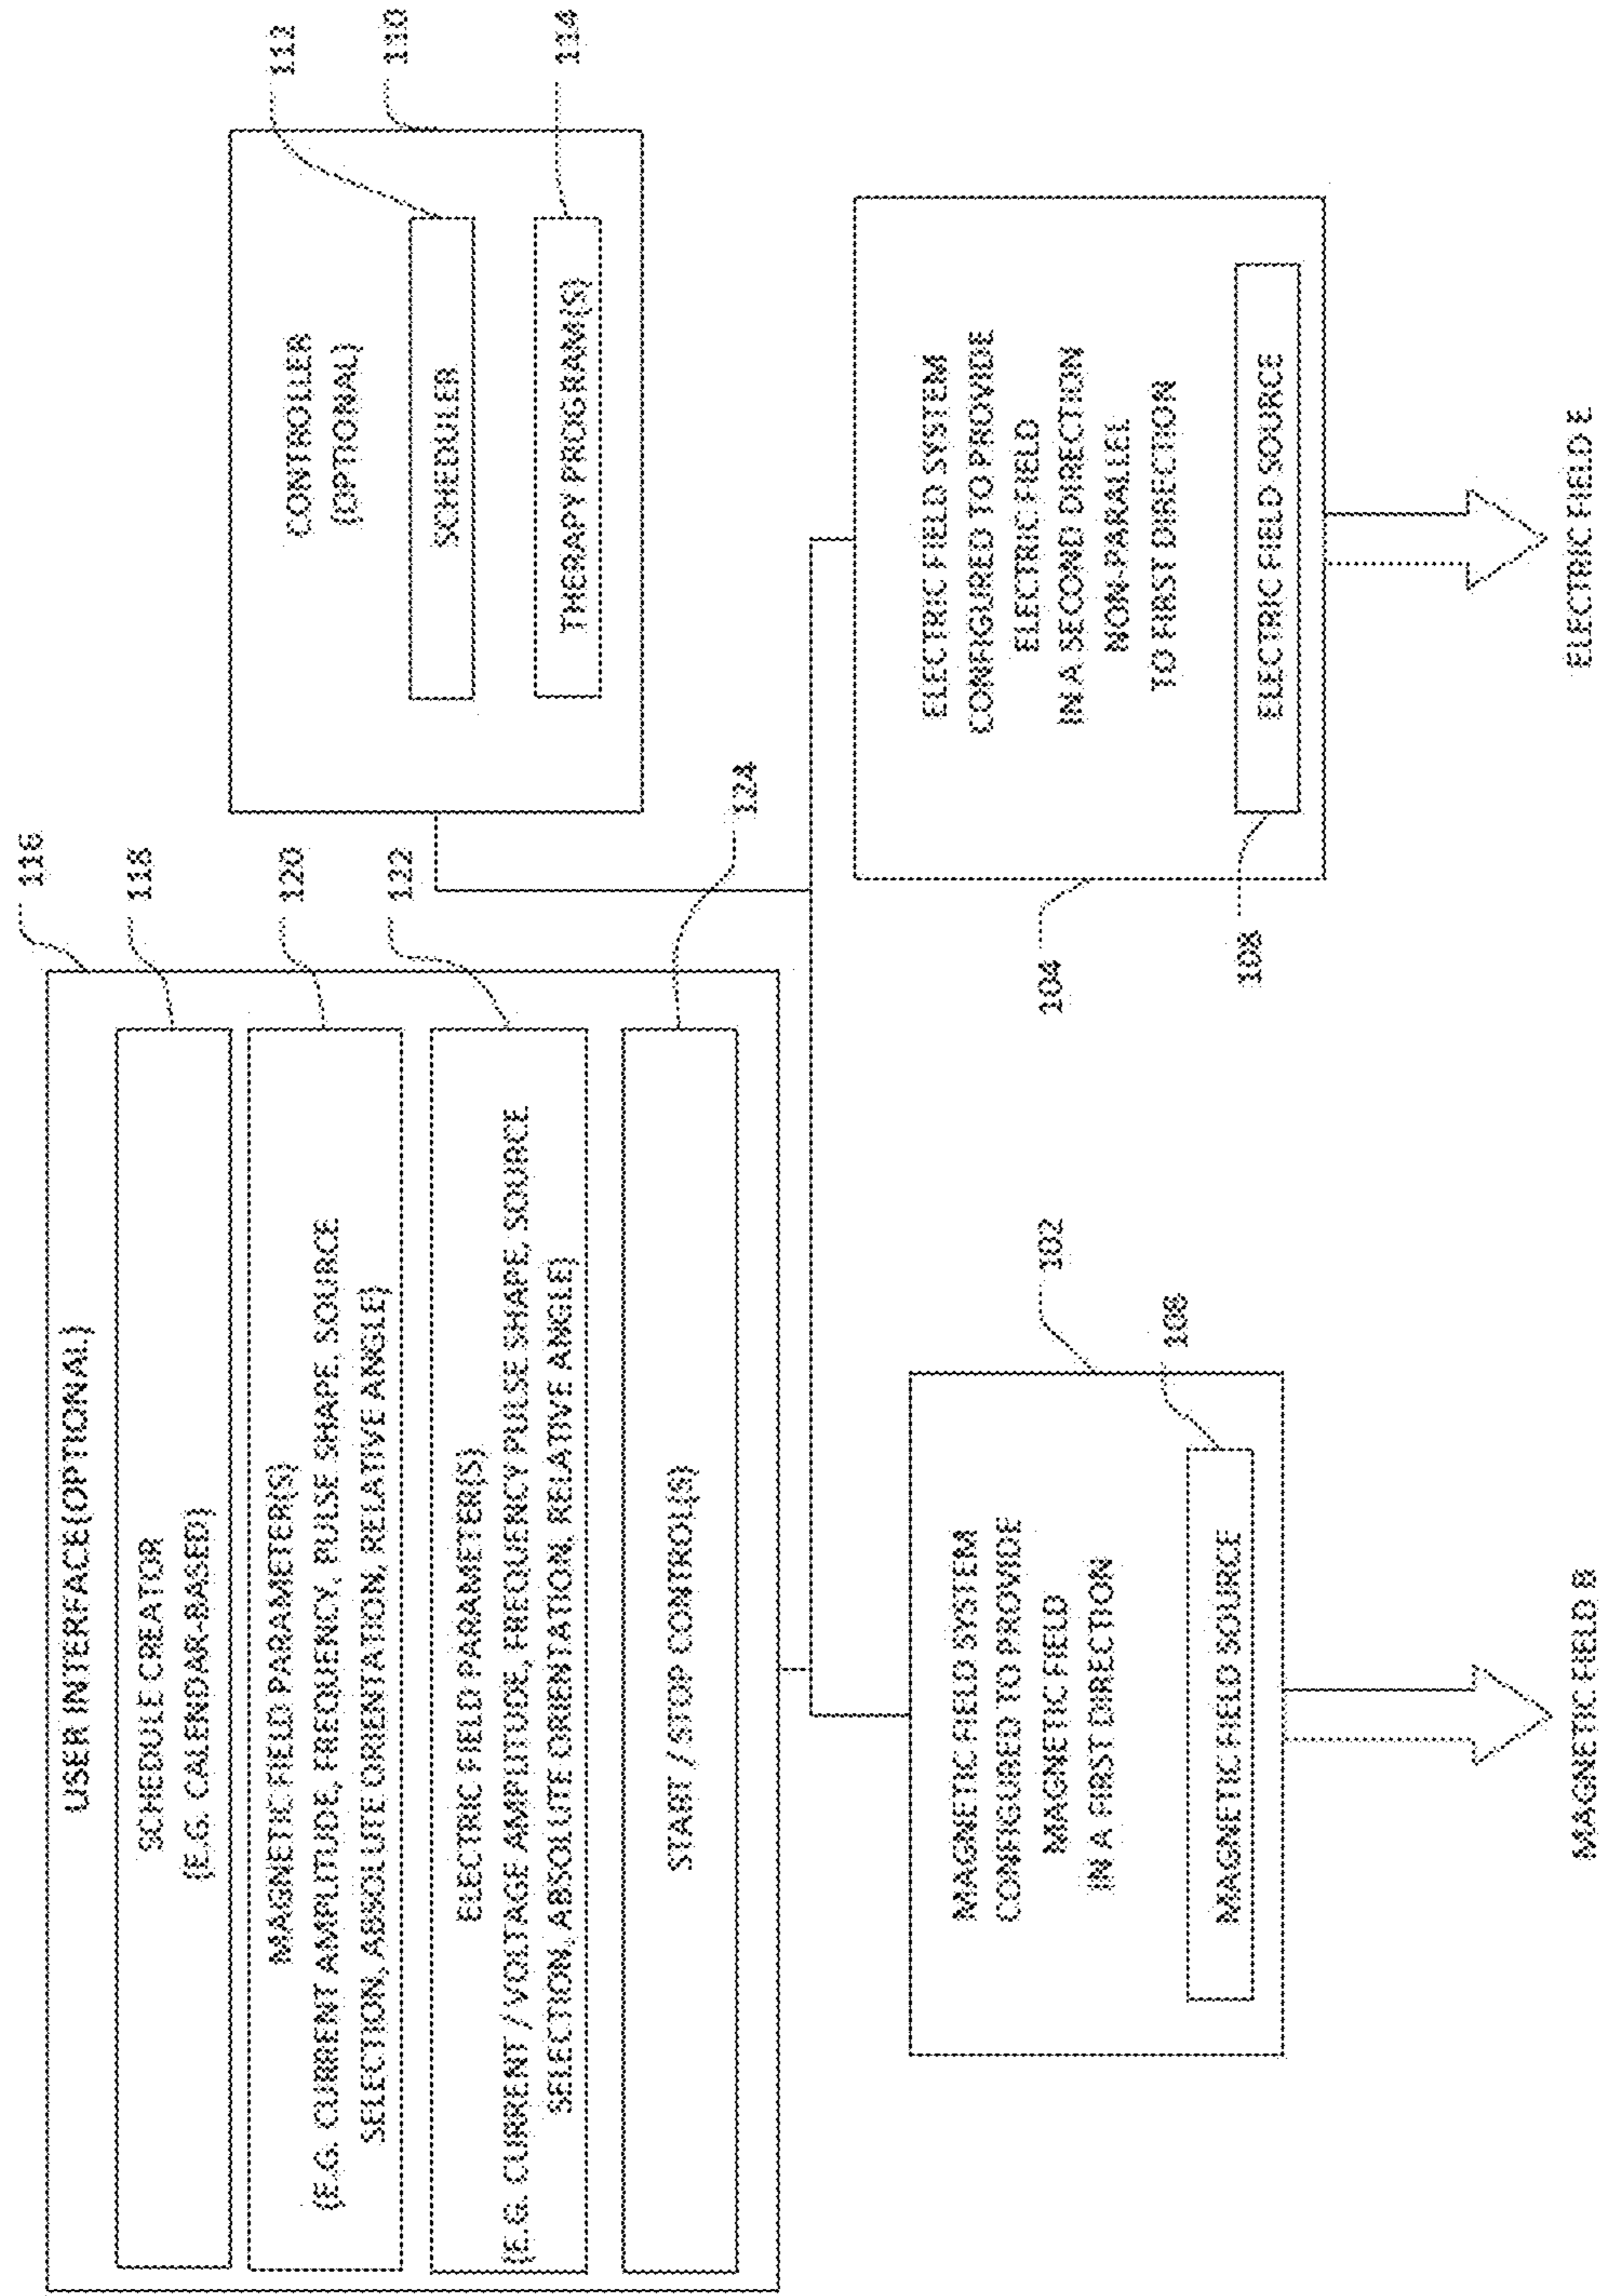 116
USER INTERFACE (OPTIONAL)
118
SCHEDULE CREATOR
(E.G. CALENDAR-BASED)
120
MAGNETIC FIELD PARAMETER(S)
(E.G. CURRENT AMPLITUDE, FREQUENCY, PULSE SHAPE, SOURCE
SELECTION, ABSOLUTE ORIENTATION, RELATIVE ANGLE)
122
ELECTRIC FIELD PARAMETER(S)
(E.G. CURRENT / VOLTAGE AMPLITUDE, FREQUENCY PULSE SHAPE, SOURCE
SELECTION, ABSOLUTE ORIENTATION, RELATIVE ANGLE)
124
START / STOP CONTROL(S)
110
CONTROLLER
(OPTIONAL)
112
SCHEDULER
114
THERAPY PROGRAM(S)
102
MAGNETIC FIELD SYSTEM
CONFIGURED TO PROVIDE
MAGNETIC FIELD
IN A FIRST DIRECTION
106
MAGNETIC FIELD SOURCE
MAGNETIC FIELD B
104
ELECTRIC FIELD SYSTEM
CONFIGURED TO PROVIDE
ELECTRIC FIELD
IN A SECOND DIRECTION
NON-PARALLEL
TO FIRST DIRECTION
108
ELECTRIC FIELD SOURCE
ELECTRIC FIELD E